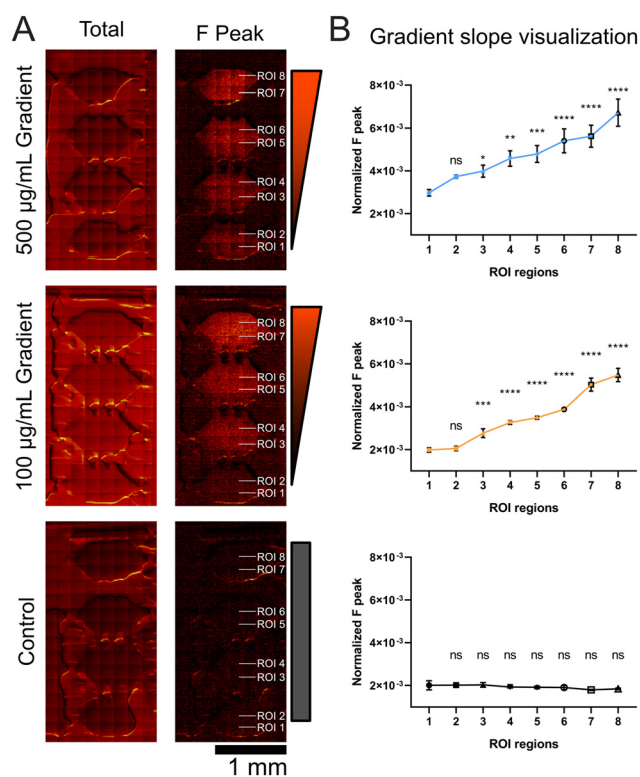 A
Total
F Peak
B
Gradient slope visualization
500 µg/mL Gradient
ROI 8
ROI 7
ROI 6
ROI 5
ROI 4
ROI 3
ROI 2
ROI 1
Normalized F peak
8×10⁻³
6×10⁻³
4×10⁻³
2×10⁻³
ns
*
**
***
****
****
****
1 2 3 4 5 6 7 8
ROI regions
100 µg/mL Gradient
ROI 8
ROI 7
ROI 6
ROI 5
ROI 4
ROI 3
ROI 2
ROI 1
Normalized F peak
8×10⁻³
6×10⁻³
4×10⁻³
2×10⁻³
ns
***
****
****
****
****
****
1 2 3 4 5 6 7 8
ROI regions
Control
ROI 8
ROI 7
ROI 6
ROI 5
ROI 4
ROI 3
ROI 2
ROI 1
1 mm
Normalized F peak
8×10⁻³
6×10⁻³
4×10⁻³
2×10⁻³
ns ns ns ns ns ns ns
1 2 3 4 5 6 7 8
ROI regions